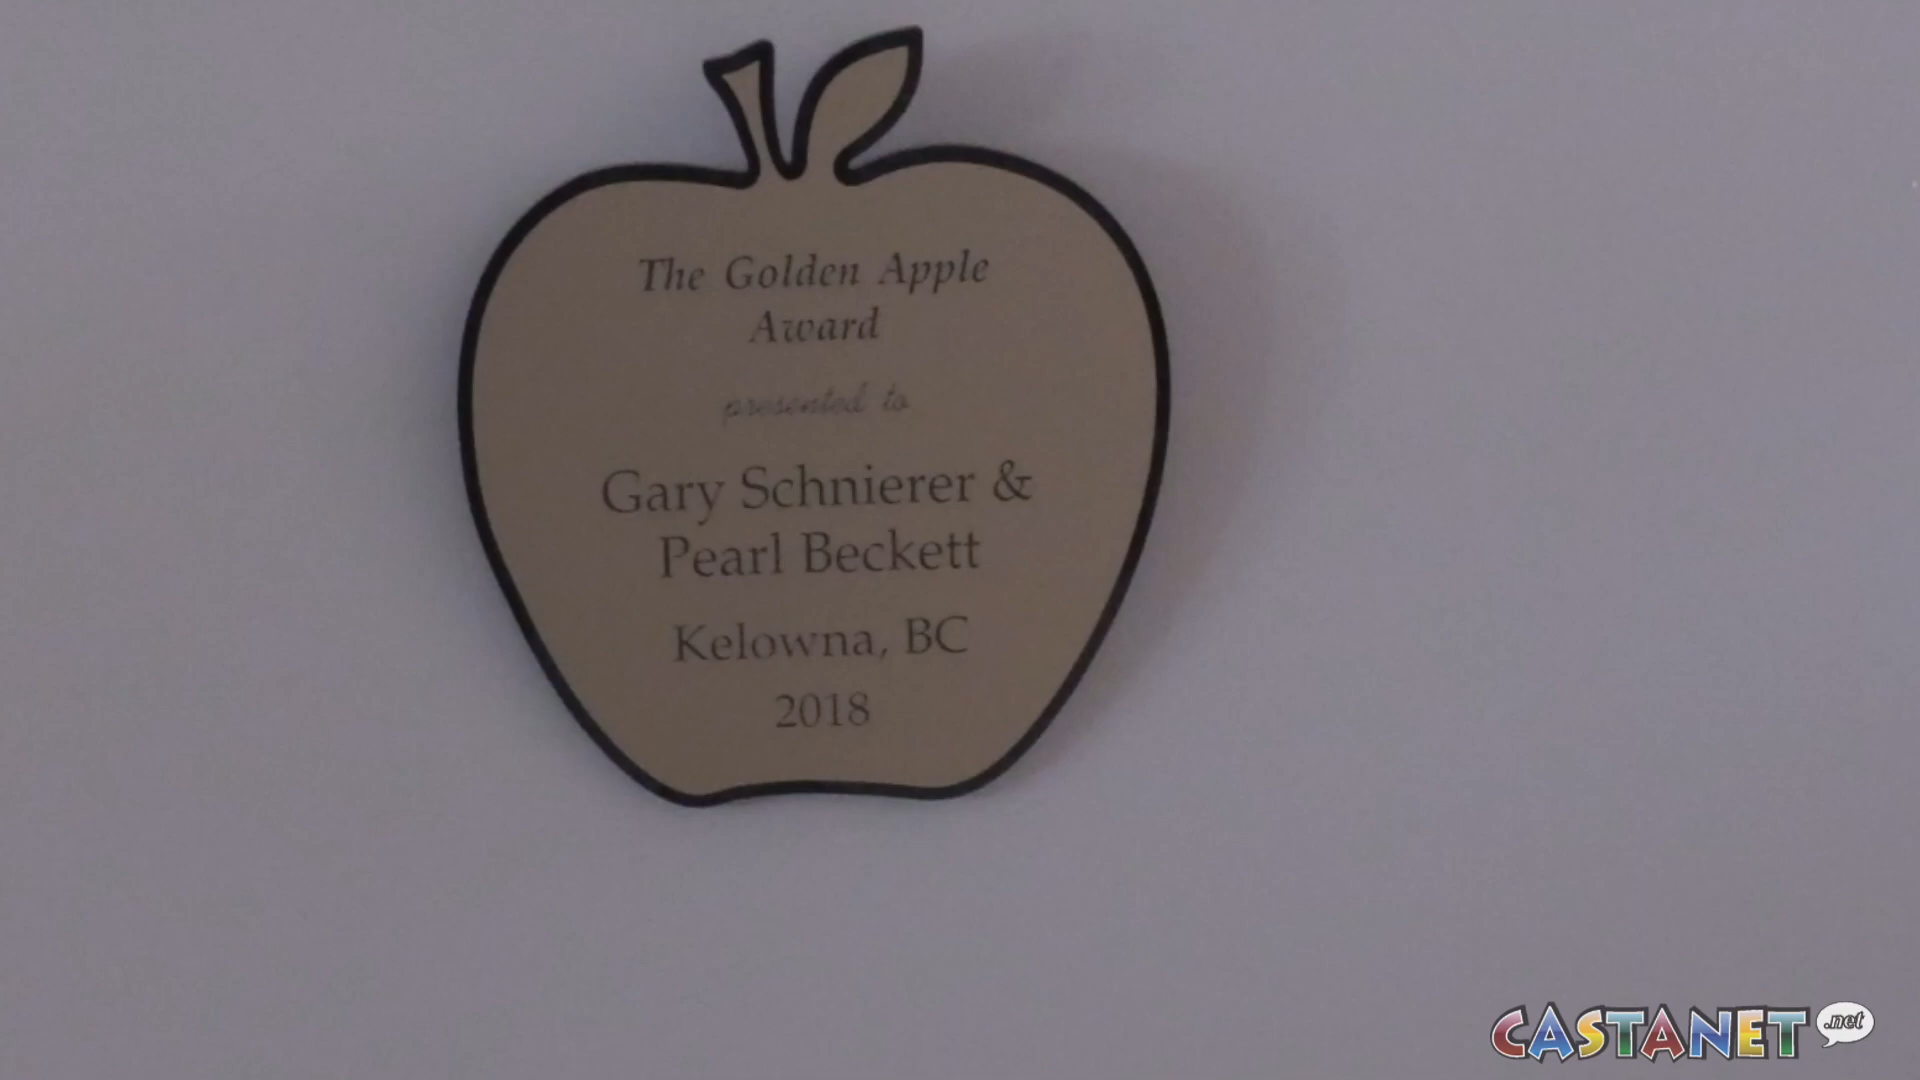 The Golden Apple
Award
presented to
Gary Schnierer &
Pearl Beckett
Kelowna, BC
2018
CASTANET .net